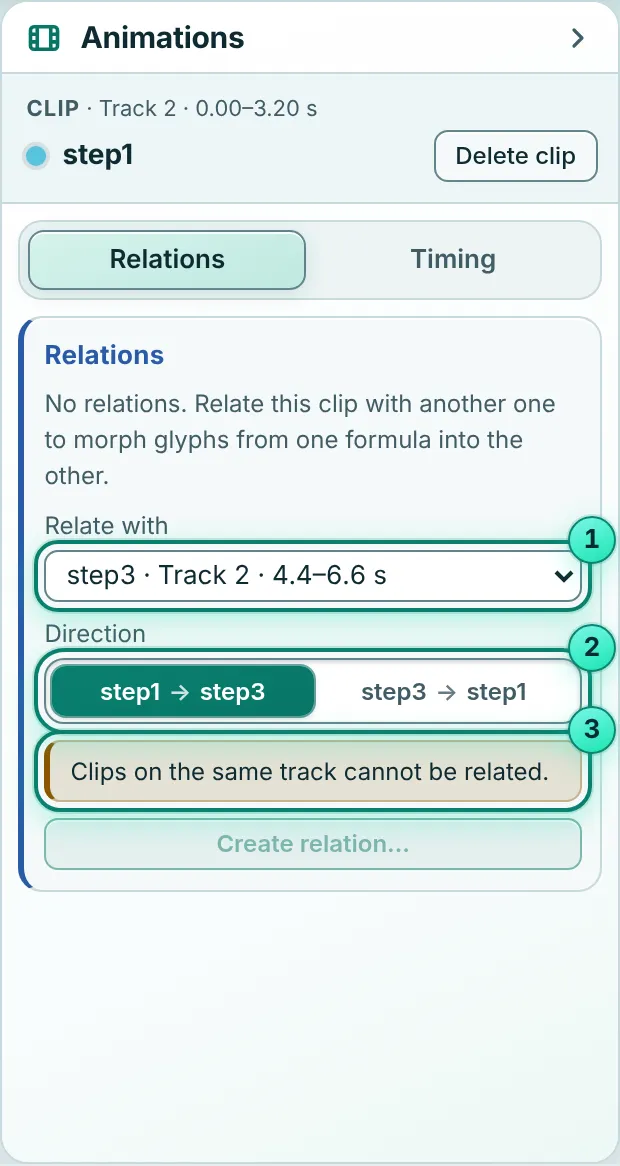 Animations
CLIP · Track 2 · 0.00–3.20 s
step1
Delete clip
Relations
Timing
Relations
No relations. Relate this clip with another one
to morph glyphs from one formula into the
other.
Relate with
1
step3 · Track 2 · 4.4–6.6 s
Direction
2
step1 → step3
step3 → step1
3
Clips on the same track cannot be related.
Create relation...